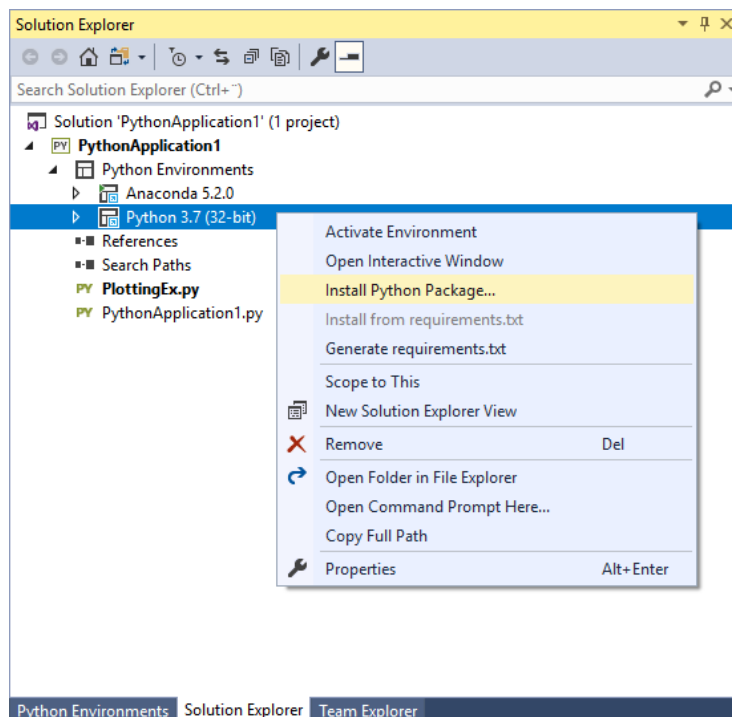 Solution Explorer
Search Solution Explorer (Ctrl+¨)
Solution 'PythonApplication1' (1 project)
PY PythonApplication1
Python Environments
Anaconda 5.2.0
Python 3.7 (32-bit)
References
Search Paths
PY PlottingEx.py
PY PythonApplication1.py
Activate Environment
Open Interactive Window
Install Python Package...
Install from requirements.txt
Generate requirements.txt
Scope to This
New Solution Explorer View
Remove Del
Open Folder in File Explorer
Open Command Prompt Here...
Copy Full Path
Properties Alt+Enter
Python Environments Solution Explorer Team Explorer